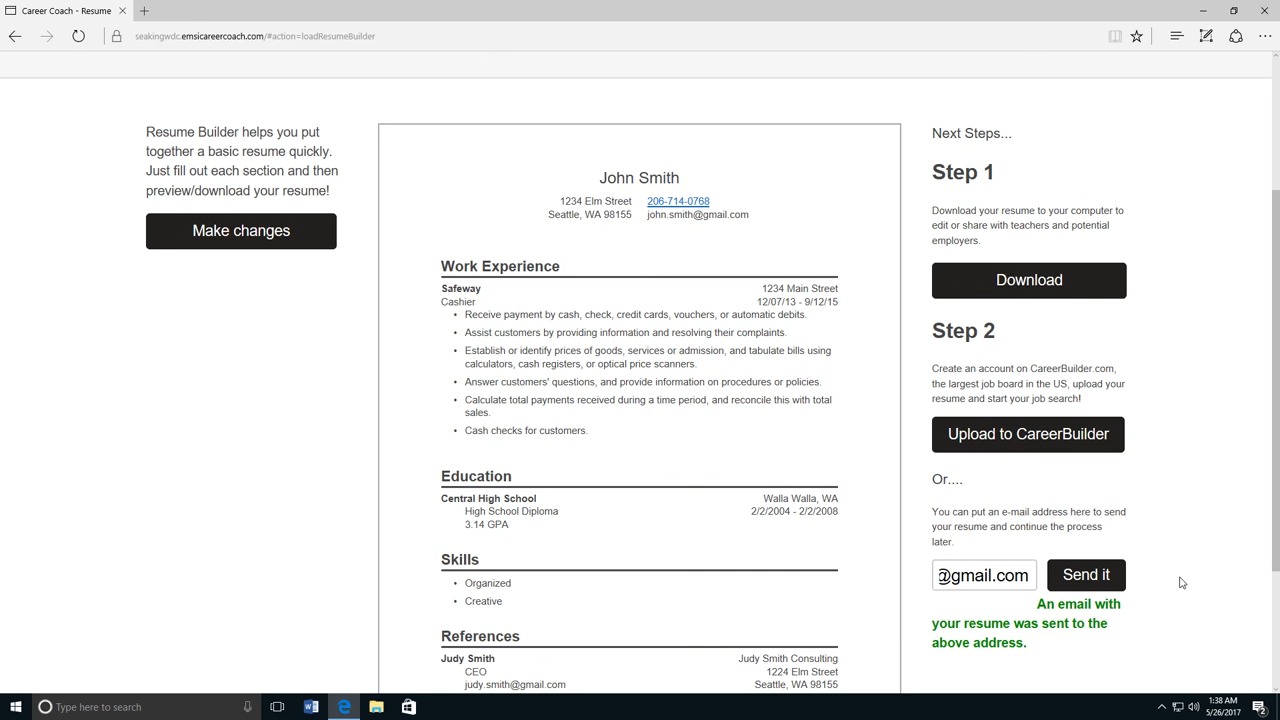 Career Coach - Resume
seakingwdc.emsicareercoach.com/#action=loadResumeBuilder
Resume Builder helps you put
together a basic resume quickly.
Just fill out each section and then
preview/download your resume!
Make changes
John Smith
1234 Elm Street 206-714-0768
Seattle, WA 98155 john.smith@gmail.com
Work Experience
Safeway 1234 Main Street
Cashier 12/07/13 - 9/12/15
• Receive payment by cash, check, credit cards, vouchers, or automatic debits.
• Assist customers by providing information and resolving their complaints.
• Establish or identify prices of goods, services or admission, and tabulate bills using
calculators, cash registers, or optical price scanners.
• Answer customers' questions, and provide information on procedures or policies.
• Calculate total payments received during a time period, and reconcile this with total
sales.
• Cash checks for customers.
Education
Central High School Walla Walla, WA
High School Diploma 2/2/2004 - 2/2/2008
3.14 GPA
Skills
• Organized
• Creative
References
Judy Smith Judy Smith Consulting
CEO 1224 Elm Street
judy.smith@gmail.com Seattle, WA 98155
Next Steps...
Step 1
Download your resume to your computer to
edit or share with teachers and potential
employers.
Download
Step 2
Create an account on CareerBuilder.com,
the largest job board in the US, upload your
resume and start your job search!
Upload to CareerBuilder
Or....
You can put an e-mail address here to send
your resume and continue the process
later.
@gmail.com Send it
An email with
your resume was sent to the
above address.
Type here to search
1:38 AM
5/26/2017
2